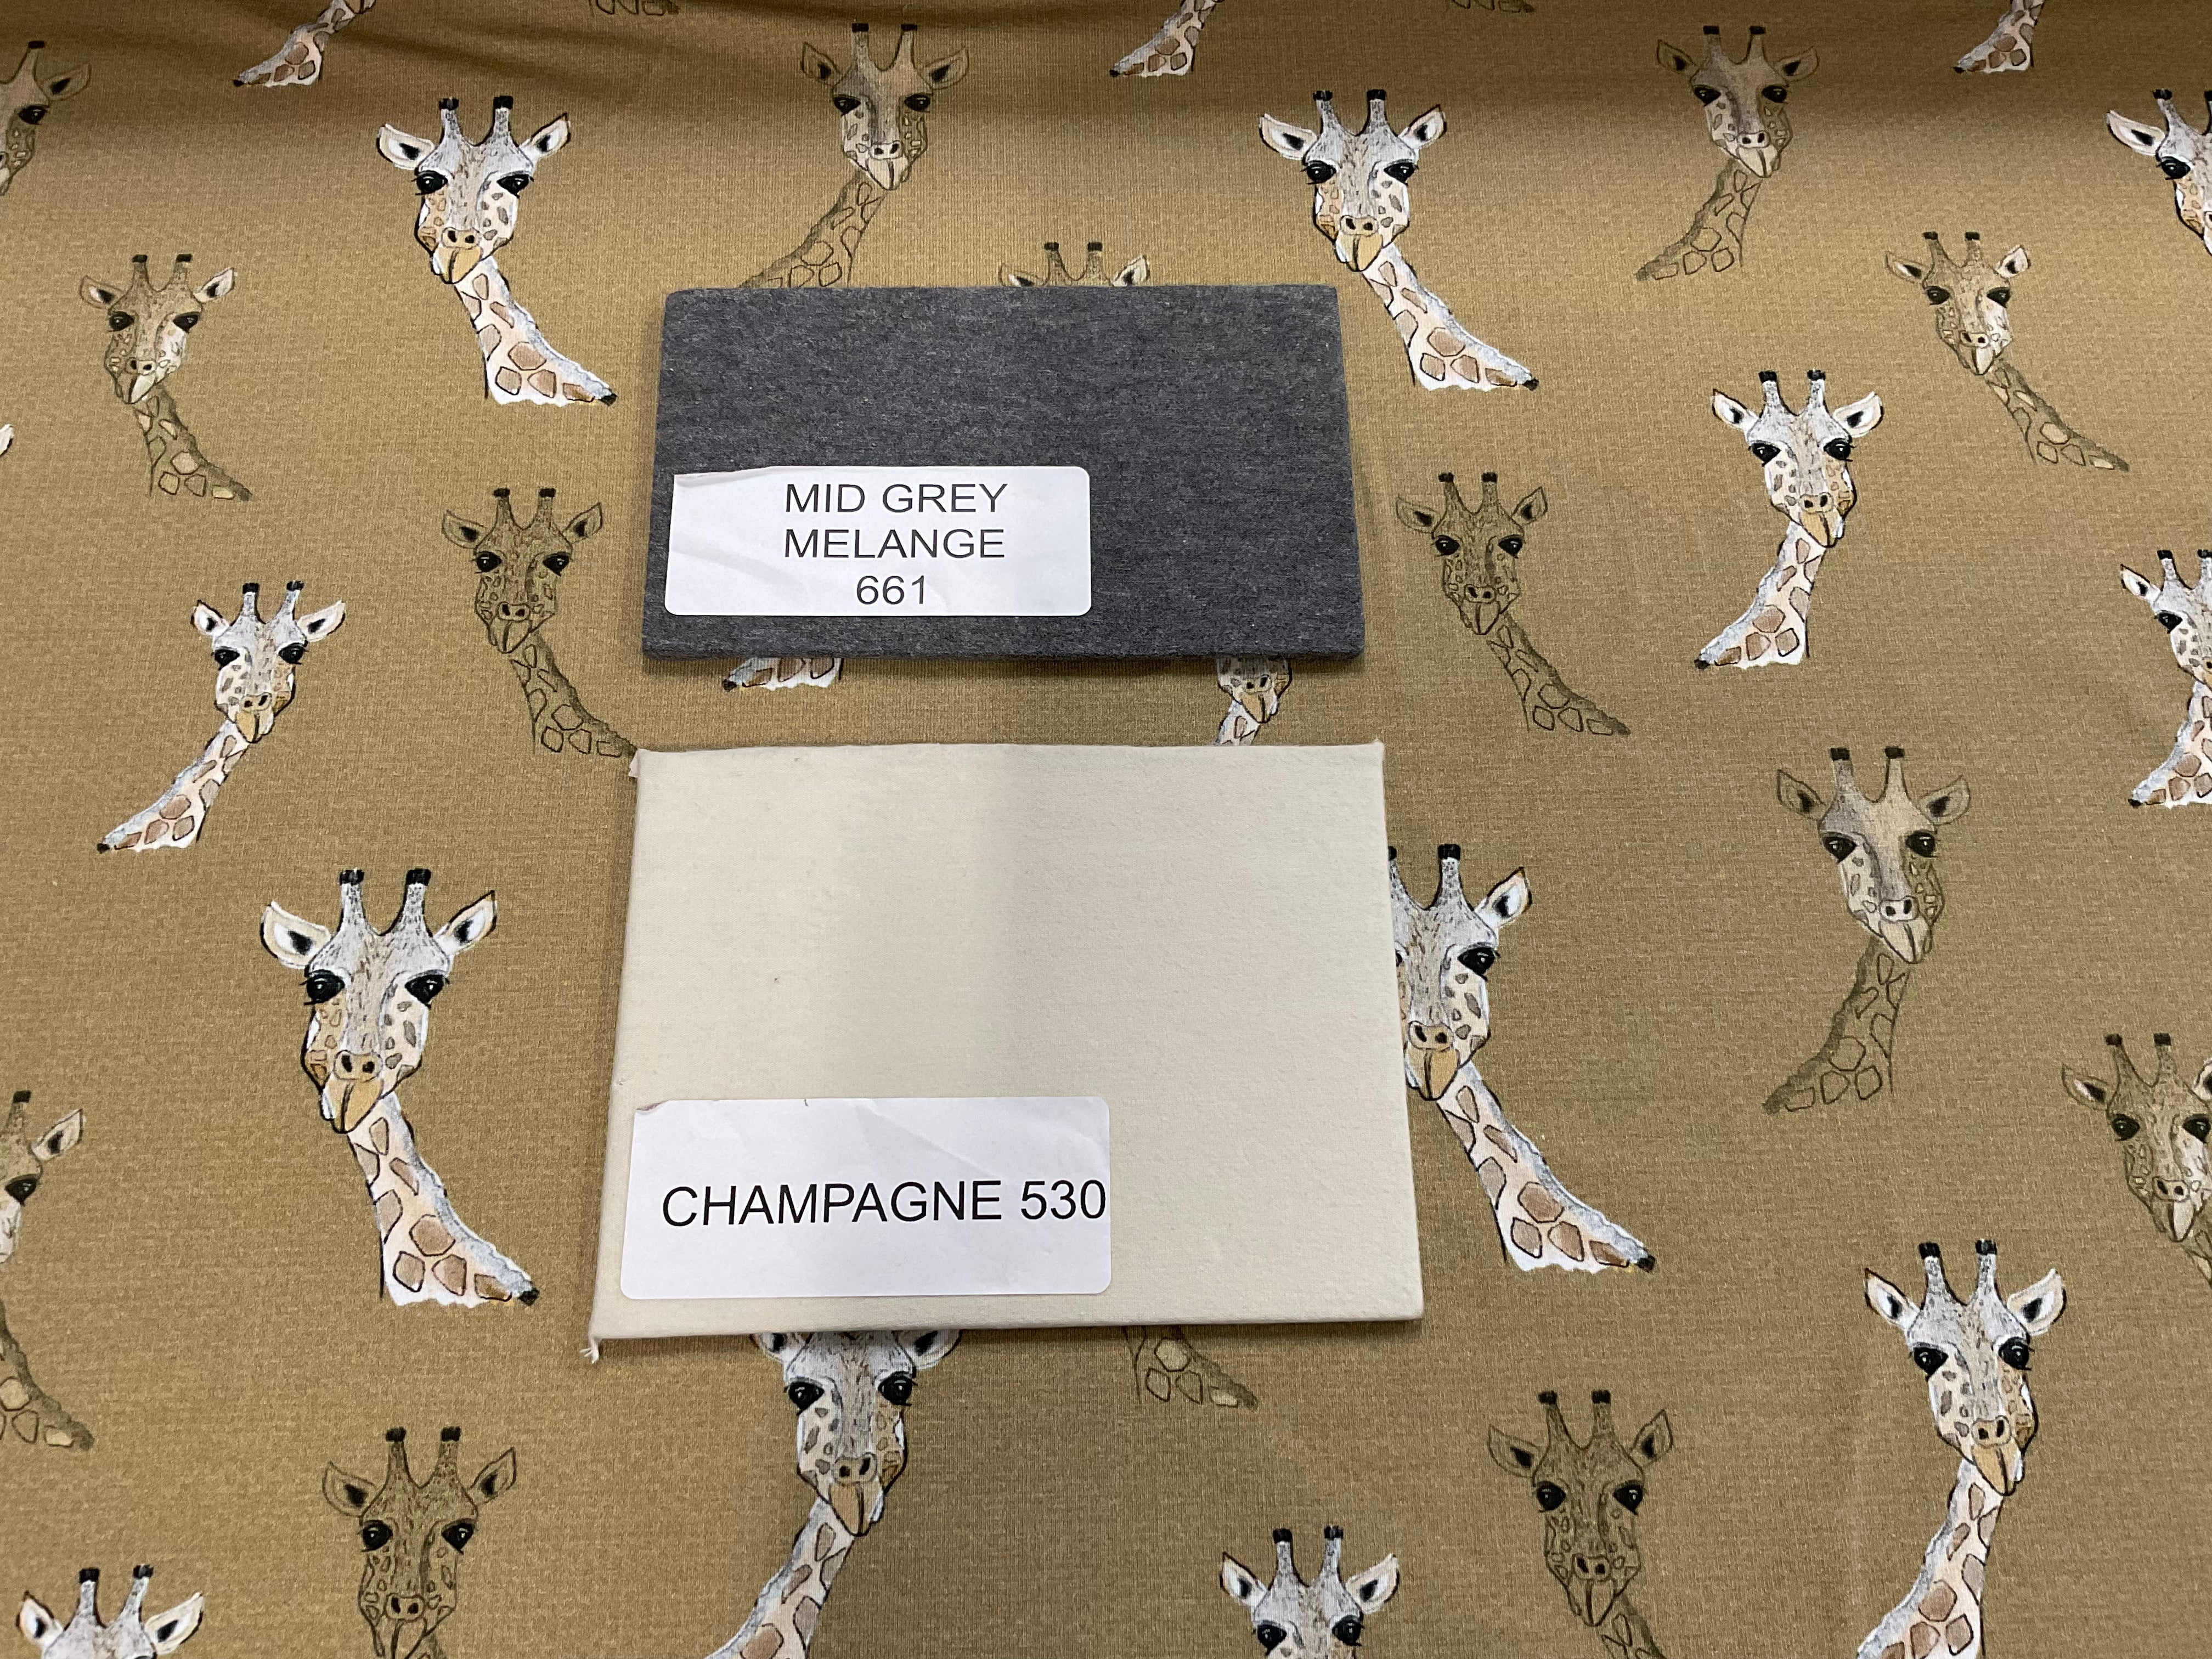 MID GREY
MELANGE
661
CHAMPAGNE 530